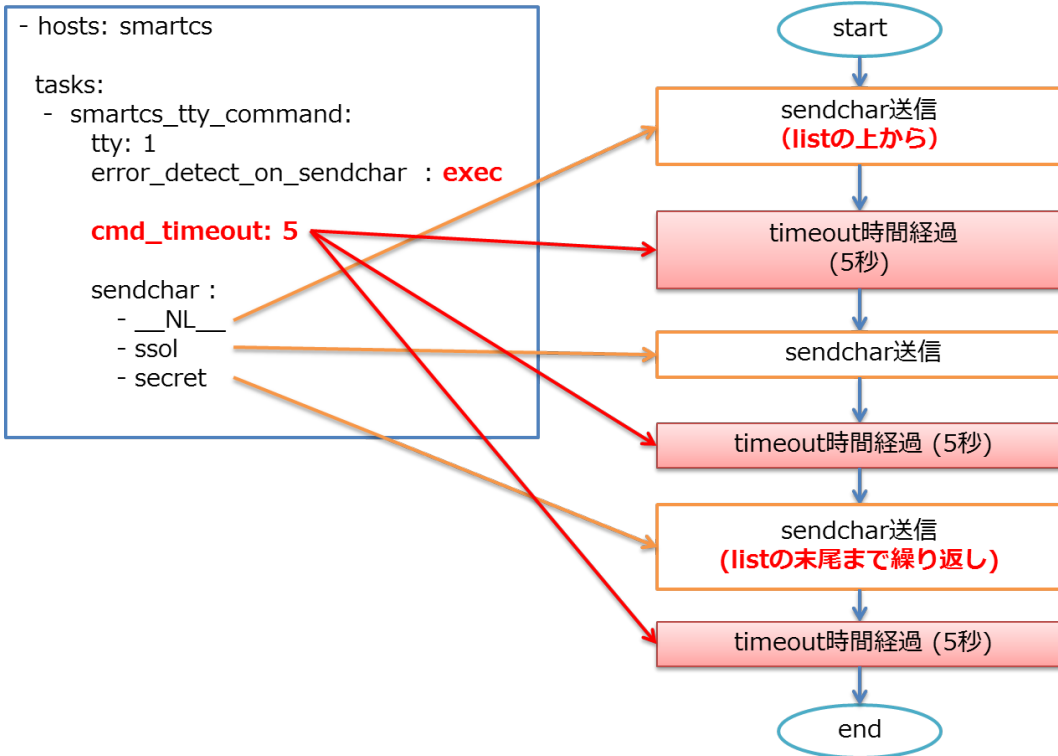 - hosts: smartcs
tasks:
- smartcs_tty_command:
tty: 1
error_detect_on_sendchar : exec
cmd_timeout: 5
sendchar :
- __NL__
- ssol
- secret
start
sendchar送信
（listの上から）
timeout時間経過
(5秒)
sendchar送信
timeout時間経過 (5秒)
sendchar送信
(listの末尾まで繰り返し)
timeout時間経過 (5秒)
end